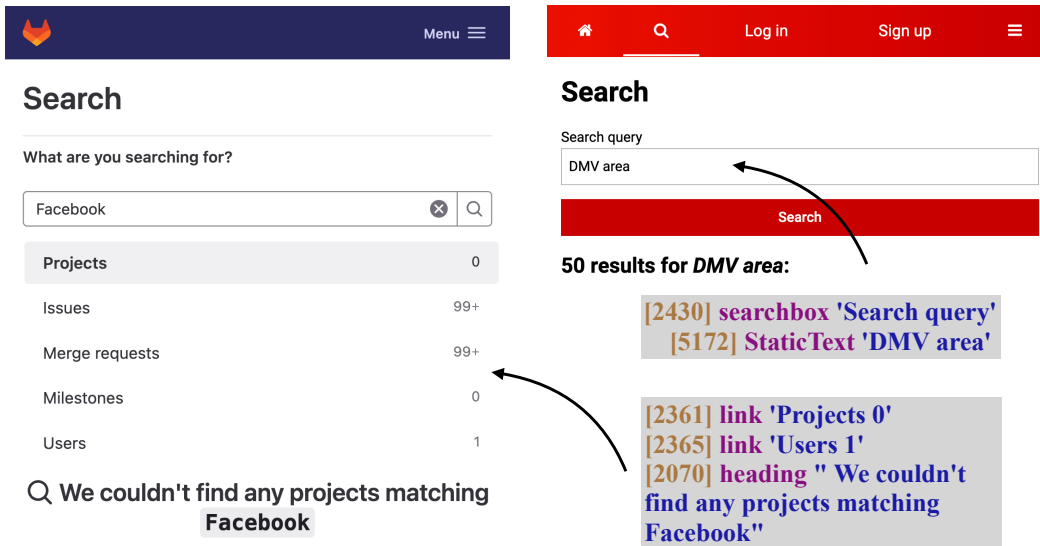 Menu
Search
What are you searching for?
Facebook
Projects 0
Issues 99+
Merge requests 99+
Milestones 0
Users 1
We couldn't find any projects matching
Facebook
Log in Sign up
Search
Search query
DMV area
Search
50 results for DMV area:
[2430] searchbox 'Search query'
[5172] StaticText 'DMV area'
[2361] link 'Projects 0'
[2365] link 'Users 1'
[2070] heading " We couldn't
find any projects matching
Facebook"